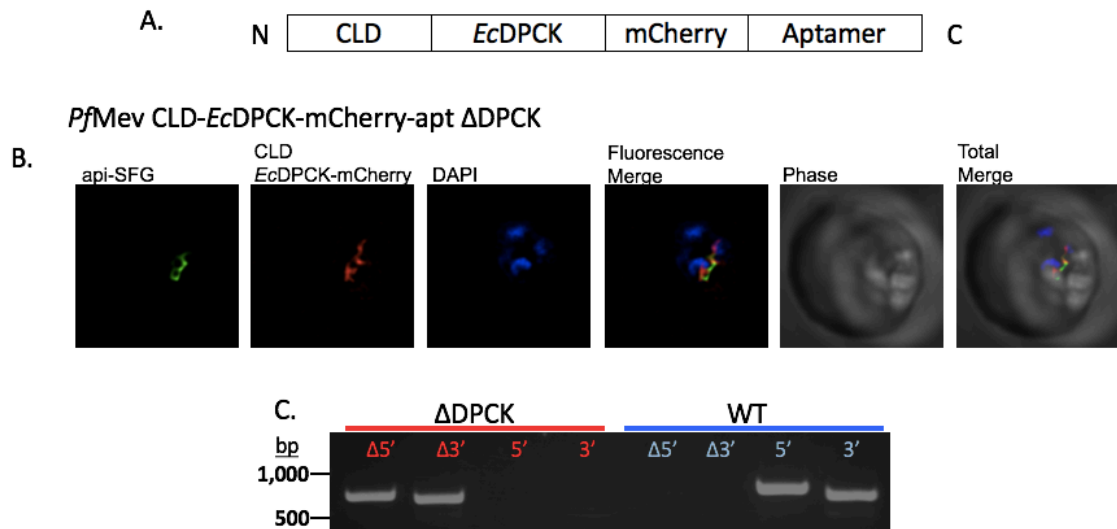 A.
N CLD EcDPCK mCherry Aptamer C
PfMev CLD-EcDPCK-mCherry-apt ΔDPCK
B.
api-SFG
CLD
EcDPCK-mCherry
DAPI
Fluorescence
Merge
Phase
Total
Merge
C.
ΔDPCK WT
bp Δ5’ Δ3’ 5’ 3’ Δ5’ Δ3’ 5’ 3’
1,000
500